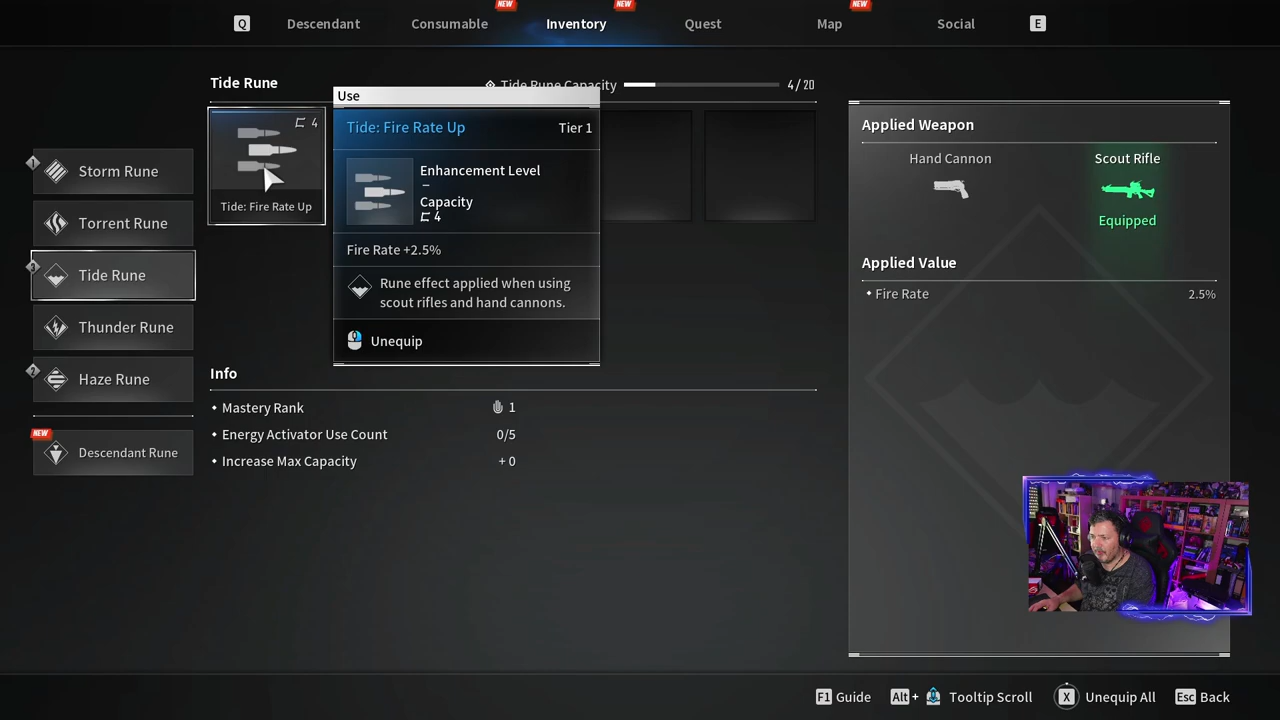 Q Descendant Consumable NEW Inventory NEW Quest Map NEW Social E
Tide Rune
Tide Rune Capacity 4/20
4
Tide: Fire Rate Up
Use
Tide: Fire Rate Up Tier 1
Enhancement Level
–
Capacity
4
Fire Rate +2.5%
Rune effect applied when using
scout rifles and hand cannons.
Unequip
1 Storm Rune
Torrent Rune
3 Tide Rune
Thunder Rune
2 Haze Rune
NEW
Descendant Rune
Info
Mastery Rank 1
Energy Activator Use Count 0/5
Increase Max Capacity + 0
Applied Weapon
Hand Cannon Scout Rifle
Equipped
Applied Value
Fire Rate 2.5%
F1 Guide Alt + Tooltip Scroll X Unequip All Esc Back